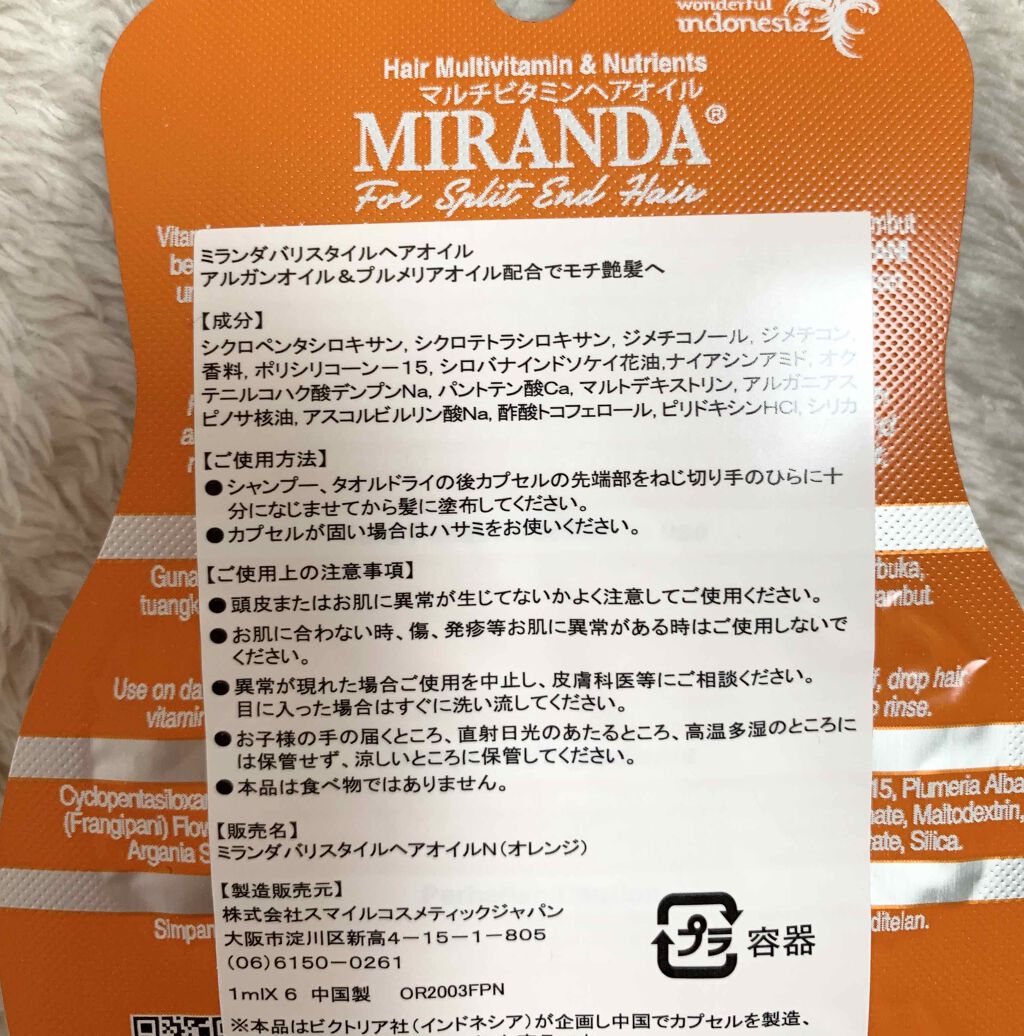 wonderful
indonesia
Hair Multivitamin & Nutrients
マルチビタミンヘアオイル
MIRANDA®
For Split End Hair
ミランダバリスタイルヘアオイル
アルガンオイル＆プルメリアオイル配合でモチ艶髪へ
【成分】
シクロペンタシロキサン, シクロテトラシロキサン, ジメチコノール, ジメチコン,
香料, ポリシリコーン－15, シロバナインドソケイ花油,ナイアシンアミド, オク
テニルコハク酸デンプンNa, パントテン酸Ca, マルトデキストリン, アルガニアス
ピノサ核油, アスコルビルリン酸Na, 酢酸トコフェロール, ピリドキシンHCl, シリカ
【ご使用方法】
●シャンプー、タオルドライの後カプセルの先端部をねじ切り手のひらに十
分になじませてから髪に塗布してください。
●カプセルが固い場合はハサミをお使いください。
【ご使用上の注意事項】
●頭皮またはお肌に異常が生じてないかよく注意してご使用ください。
●お肌に合わない時、傷、発疹等お肌に異常がある時はご使用しないで
ください。
●異常が現れた場合ご使用を中止し、皮膚科医等にご相談ください。
目に入った場合はすぐに洗い流してください。
●お子様の手の届くところ、直射日光のあたるところ、高温多湿のところに
は保管せず、涼しいところに保管してください。
●本品は食べ物ではありません。
【販売名】
ミランダバリスタイルヘアオイルN（オレンジ）
【製造販売元】
株式会社スマイルコスメティックジャパン
大阪市淀川区新高4－15－1－805
(06)6150－0261
1mlX 6 中国製 OR2003FPN
※本品はビクトリア社（インドネシア）が企画し中国でカプセルを製造、
プラ 容器
Use on
vitamin
drop hair
rinse.
(Frangipani)
Argania
15, Plumeria Alba
Maltodextrin,
Silica.